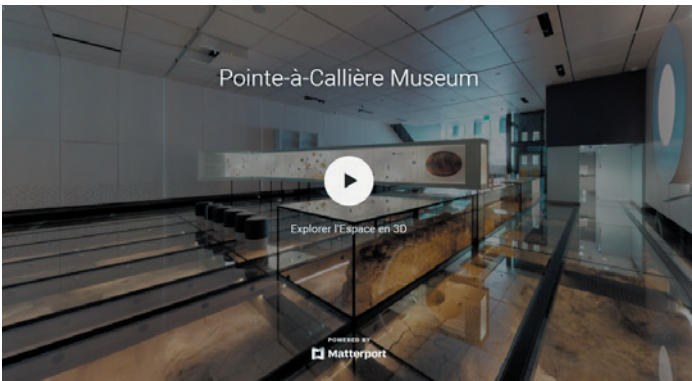 Pointe-à-Callière Museum
Explorer l'Espace en 3D
POWERED BY
Matterport